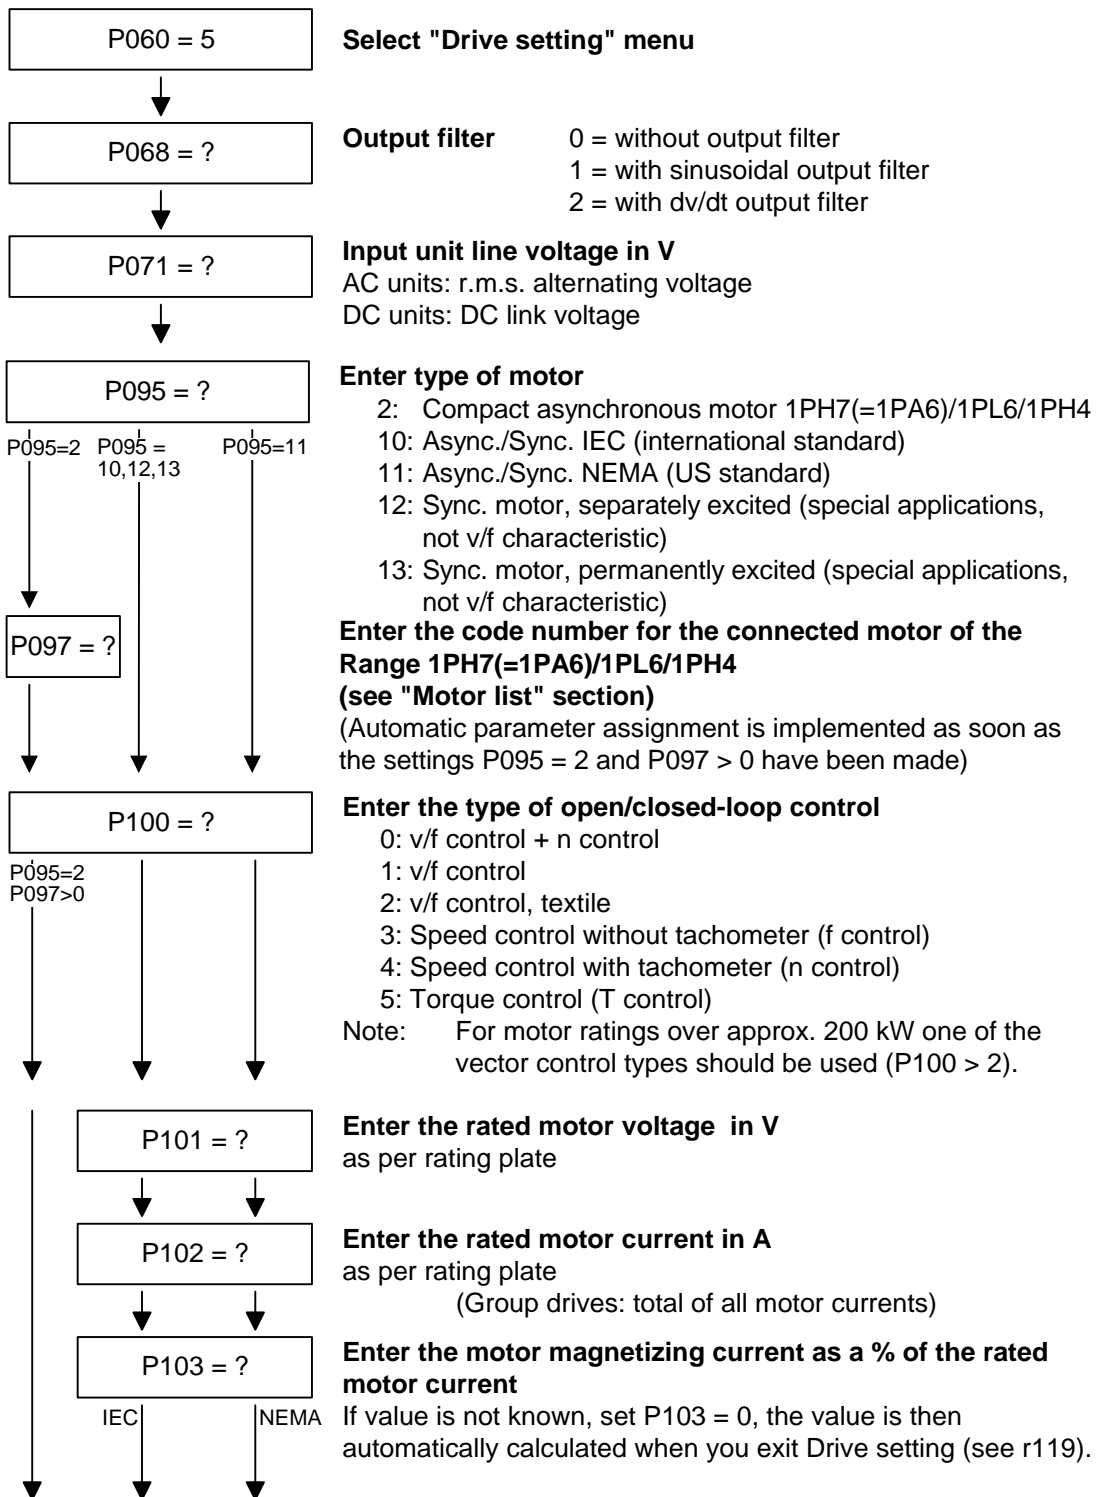 P060 = 5
Select "Drive setting" menu
P068 = ?
Output filter 0 = without output filter
1 = with sinusoidal output filter
2 = with dv/dt output filter
P071 = ?
Input unit line voltage in V
AC units: r.m.s. alternating voltage
DC units: DC link voltage
P095 = ?
Enter type of motor
2: Compact asynchronous motor 1PH7(=1PA6)/1PL6/1PH4
10: Async./Sync. IEC (international standard)
11: Async./Sync. NEMA (US standard)
12: Sync. motor, separately excited (special applications,
not v/f characteristic)
13: Sync. motor, permanently excited (special applications,
not v/f characteristic)
P095=2
P095 =
10,12,13
P095=11
P097 = ?
Enter the code number for the connected motor of the
Range 1PH7(=1PA6)/1PL6/1PH4
(see "Motor list" section)
(Automatic parameter assignment is implemented as soon as
the settings P095 = 2 and P097 > 0 have been made)
P100 = ?
Enter the type of open/closed-loop control
0: v/f control + n control
1: v/f control
2: v/f control, textile
3: Speed control without tachometer (f control)
4: Speed control with tachometer (n control)
5: Torque control (T control)
Note: For motor ratings over approx. 200 kW one of the
vector control types should be used (P100 > 2).
P095=2
P097>0
P101 = ?
Enter the rated motor voltage in V
as per rating plate
P102 = ?
Enter the rated motor current in A
as per rating plate
(Group drives: total of all motor currents)
P103 = ?
Enter the motor magnetizing current as a % of the rated
motor current
If value is not known, set P103 = 0, the value is then
automatically calculated when you exit Drive setting (see r119).
IEC
NEMA